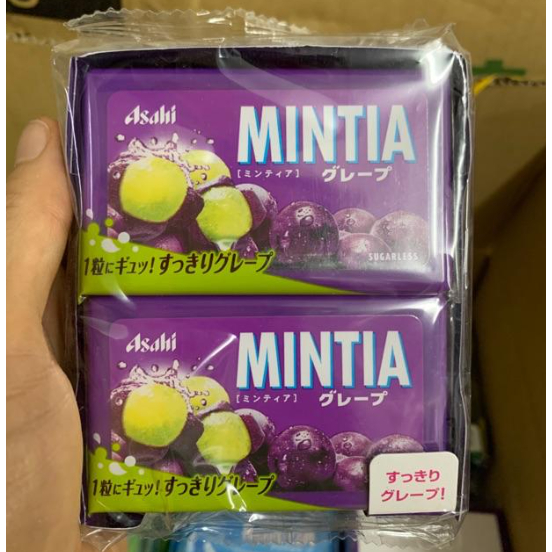 Asahi
MINTIA
[ミンティア] グレープ
SUGARLESS
1粒にギュッ!すっきりグレープ
Asahi
MINTIA
[ミンティア] グレープ
1粒にギュッ!すっきりグレープ
すっきり
グレープ!